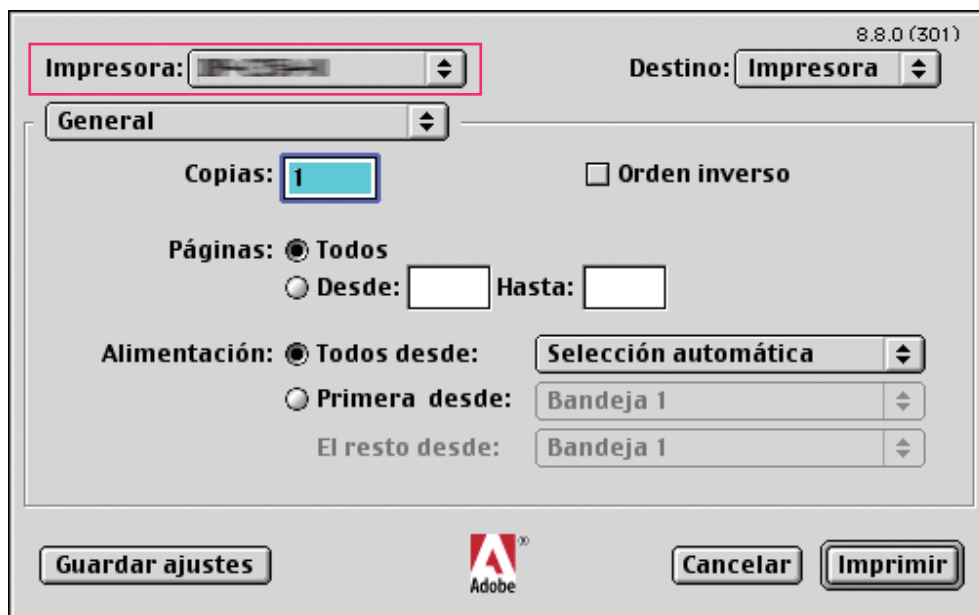 8.8.0 (301)
Impresora: Destino: Impresora
General
Copias: 1 Orden inverso
Páginas: Todos
Desde: Hasta:
Alimentación: Todos desde: Selección automática
Primera desde: Bandeja 1
El resto desde: Bandeja 1
Guardar ajustes Adobe ® Cancelar Imprimir